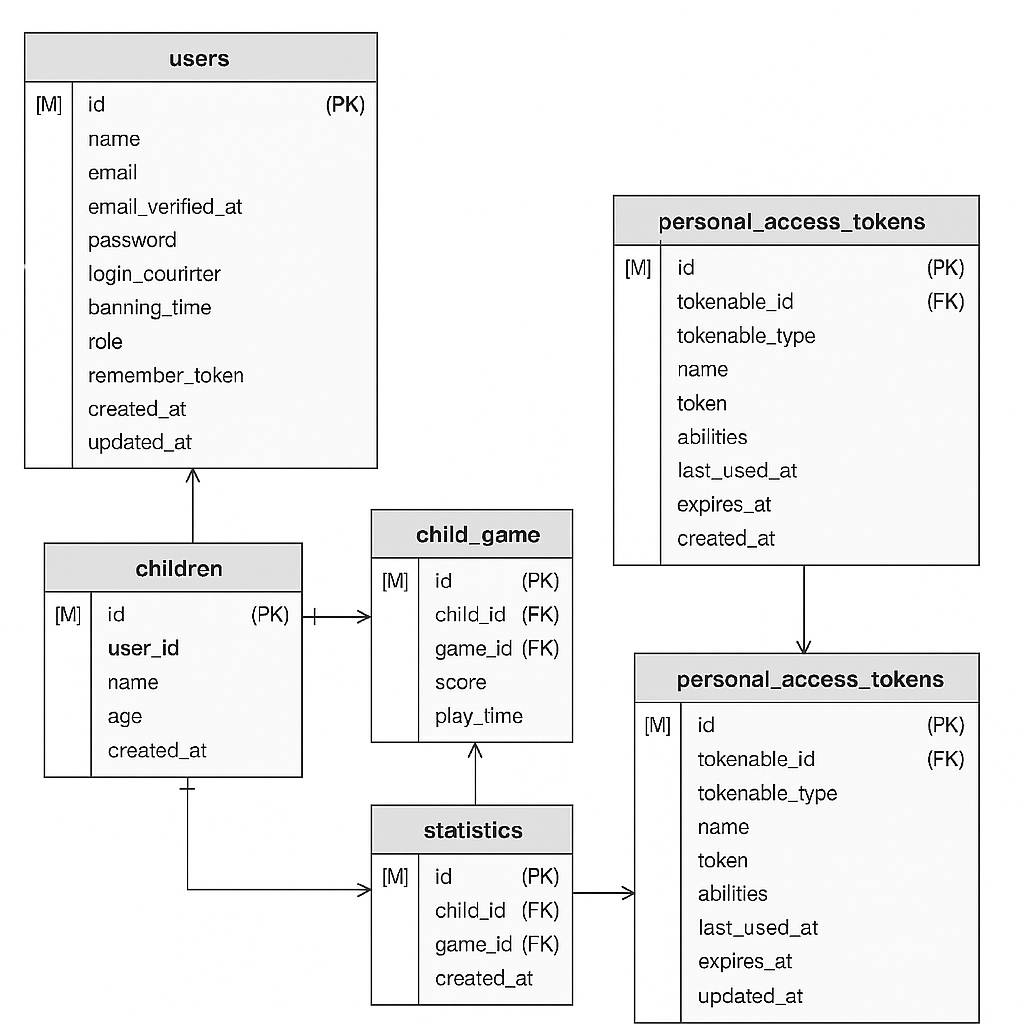 users
[M] id (PK)
name
email
email_verified_at
password
login_courirter
banning_time
role
remember_token
created_at
updated_at
personal_access_tokens
[M] id (PK)
tokenable_id (FK)
tokenable_type
name
token
abilities
last_used_at
expires_at
created_at
children
[M] id (PK)
user_id
name
age
created_at
child_game
[M] id (PK)
child_id (FK)
game_id (FK)
score
play_time
statistics
[M] id (PK)
child_id (FK)
game_id (FK)
created_at
personal_access_tokens
[M] id (PK)
tokenable_id (FK)
tokenable_type
name
token
abilities
last_used_at
expires_at
updated_at